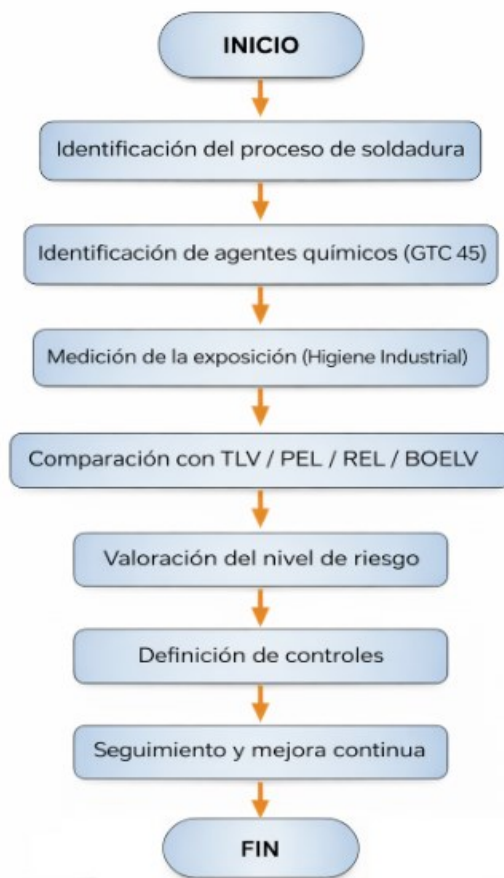 INICIO
Identificación del proceso de soldadura
Identificación de agentes químicos (GTC 45)
Medición de la exposición (Higiene Industrial)
Comparación con TLV / PEL / REL / BOELV
Valoración del nivel de riesgo
Definición de controles
Seguimiento y mejora continua
FIN